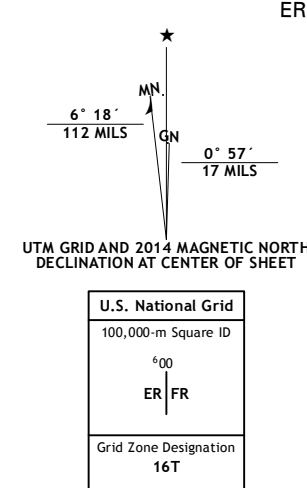 ER
★
MN
GN
6° 18´
112 MILS
0° 57´
17 MILS
UTM GRID AND 2014 MAGNETIC NORTH
DECLINATION AT CENTER OF SHEET
U.S. National Grid
100,000-m Square ID
⁶00
ER FR
Grid Zone Designation
16T